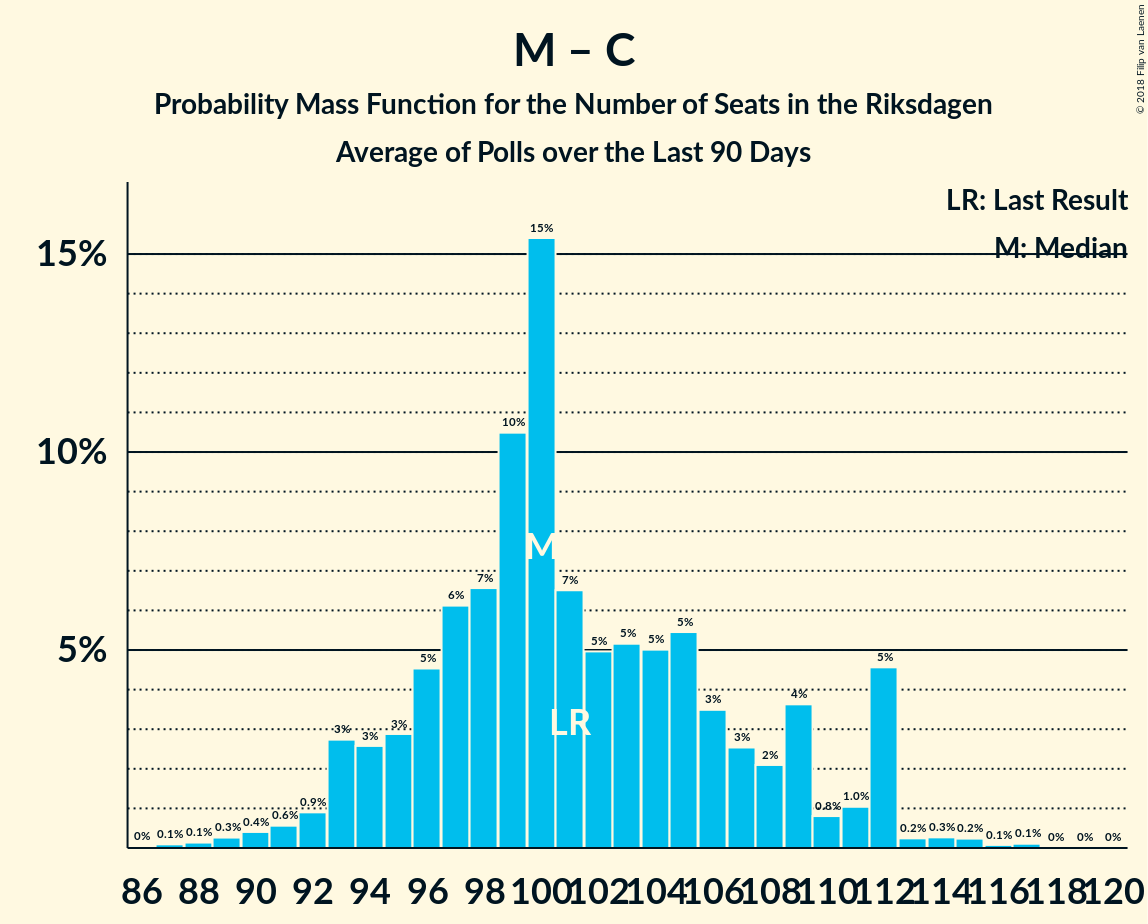 M – C
Probability Mass Function for the Number of Seats in the Riksdagen
Average of Polls over the Last 90 Days
© 2018 Filip van Laenen
LR: Last Result
M: Median
15%
10%
5%
0% 0.1% 0.1% 0.3% 0.4% 0.6% 0.9% 3% 3% 3% 5% 6% 7% 10% 15% 7% 5% 5% 5% 5% 3% 3% 2% 4% 0.8% 1.0% 5% 0.2% 0.3% 0.2% 0.1% 0.1% 0% 0% 0%
M
LR
86 88 90 92 94 96 98 100 102 104 106 108 110 112 114 116 118 120